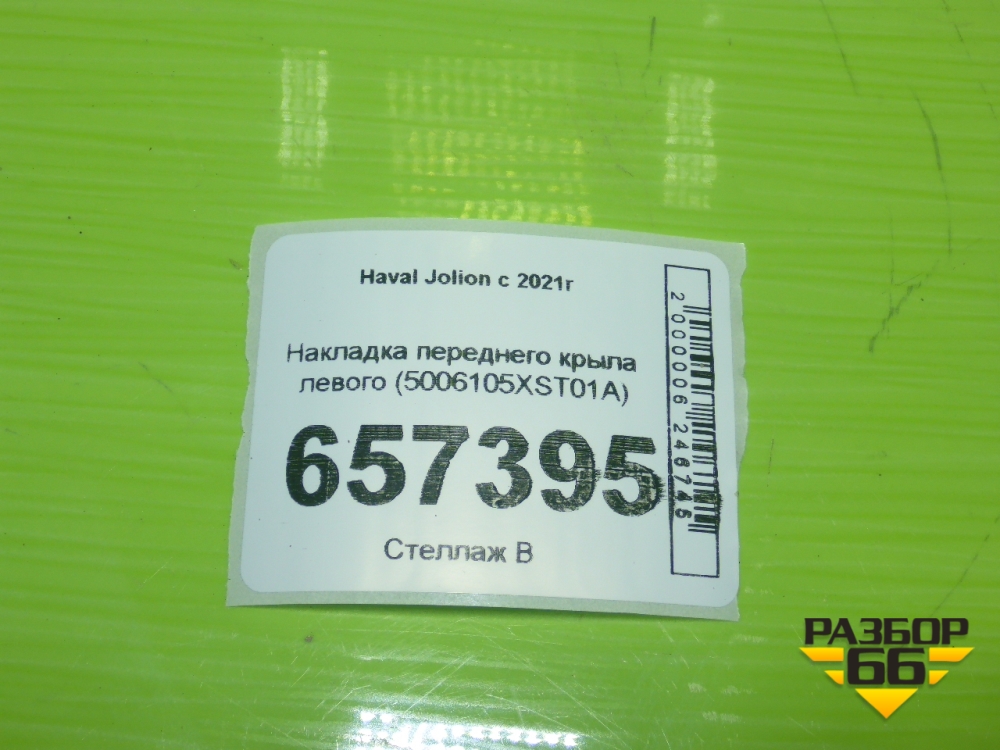 Haval Jolion с 2021г
Накладка переднего крыла
левого (5006105XST01A)
657395
Стеллаж В
2000006246746
РАЗБОР
66